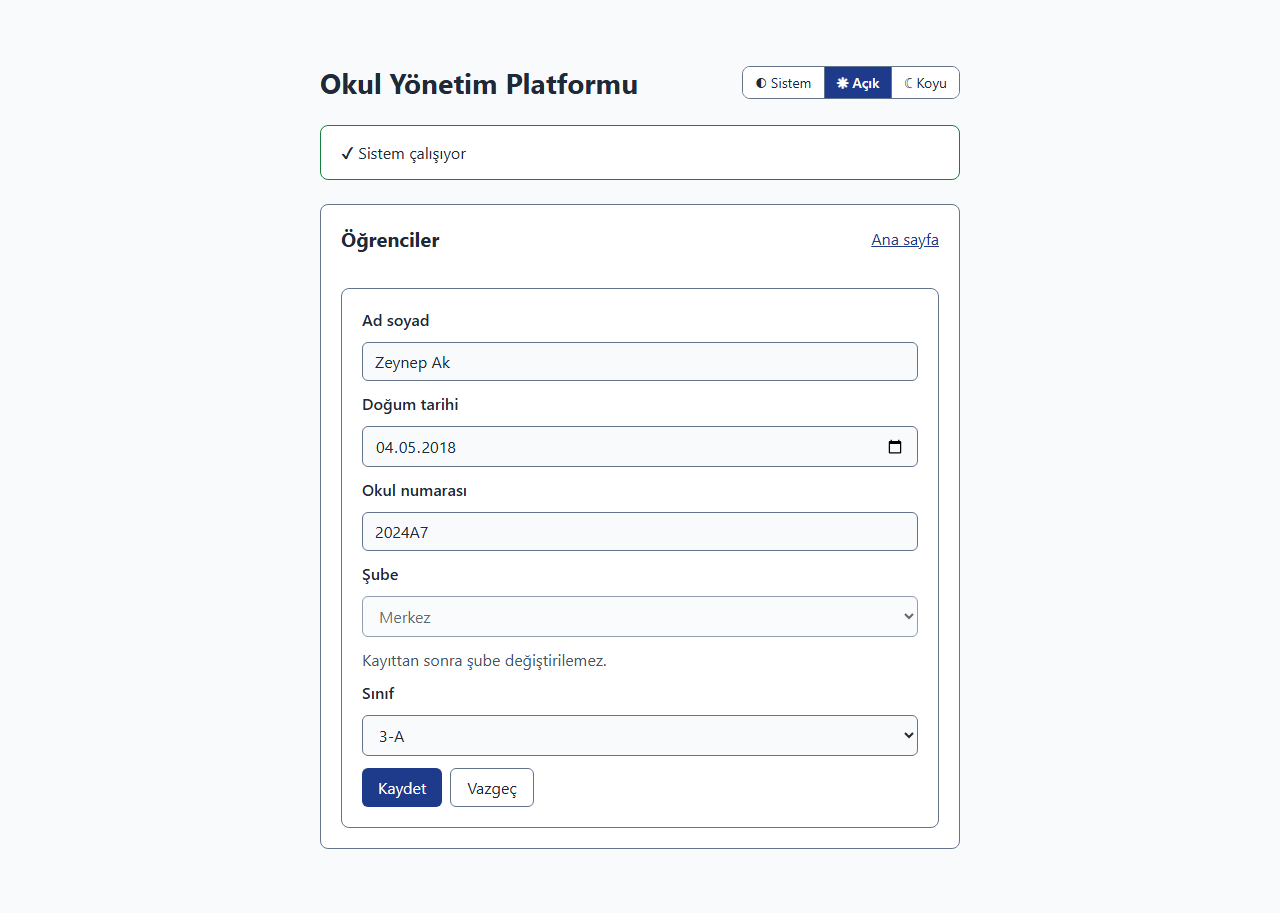 Okul Yönetim Platformu
◐ Sistem ❋ Açık ☾ Koyu
✓ Sistem çalışıyor
Öğrenciler
Ana sayfa
Ad soyad
Zeynep Ak
Doğum tarihi
04.05.2018
Okul numarası
2024A7
Şube
Merkez
Kayıttan sonra şube değiştirilemez.
Sınıf
3-A
Kaydet Vazgeç